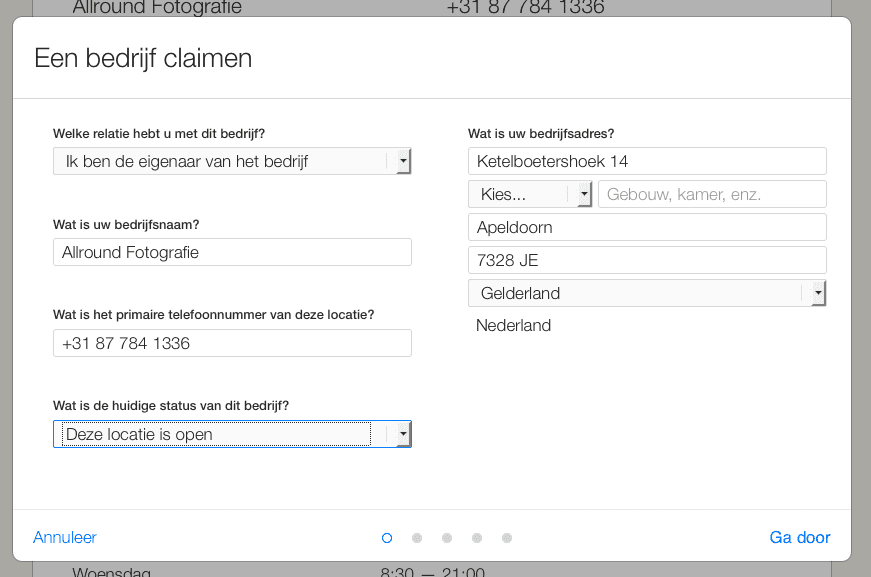 Allround Fotografie +31 87 784 1336
Een bedrijf claimen
Welke relatie hebt u met dit bedrijf?
Ik ben de eigenaar van het bedrijf
Wat is uw bedrijfsnaam?
Allround Fotografie
Wat is het primaire telefoonnummer van deze locatie?
+31 87 784 1336
Wat is de huidige status van dit bedrijf?
Deze locatie is open
Wat is uw bedrijfsadres?
Ketelboetershoek 14
Kies... Gebouw, kamer, enz.
Apeldoorn
7328 JE
Gelderland
Nederland
Annuleer
Ga door
Woensdag 8:30 — 21:00